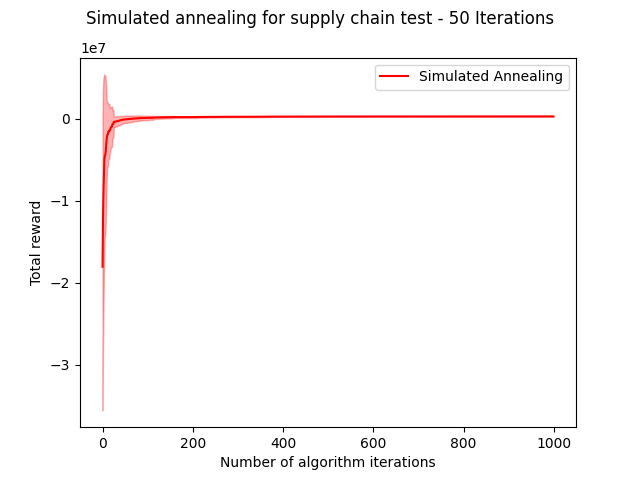 Simulated annealing for supply chain test - 50 Iterations
1e7
Simulated Annealing
0
−1
−2
−3
Total reward
0 200 400 600 800 1000
Number of algorithm iterations